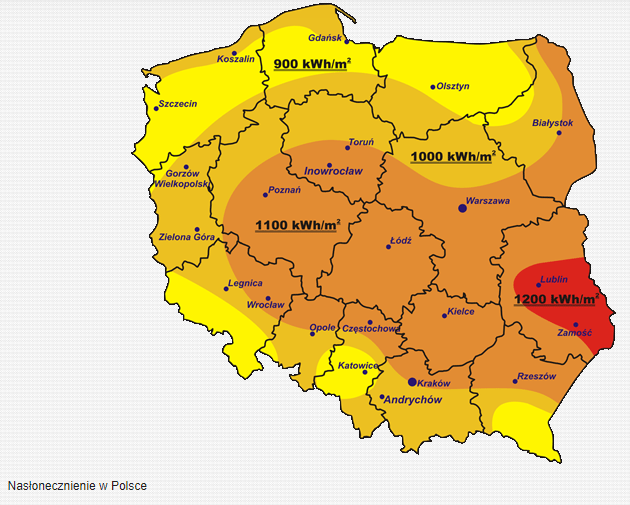 Gdańsk
Koszalin
900 kWh/m²
Olsztyn
Szczecin
Białystok
Toruń
1000 kWh/m²
Inowrocław
Gorzów
Wielkopolski
Poznań
Warszawa
1100 kWh/m²
Zielona Góra
Łódź
Lublin
Legnica
1200 kWh/m²
Wrocław
Kielce
Opole
Częstochowa
Zamość
Katowice
Rzeszów
Kraków
Andrychów
Nasłonecznienie w Polsce